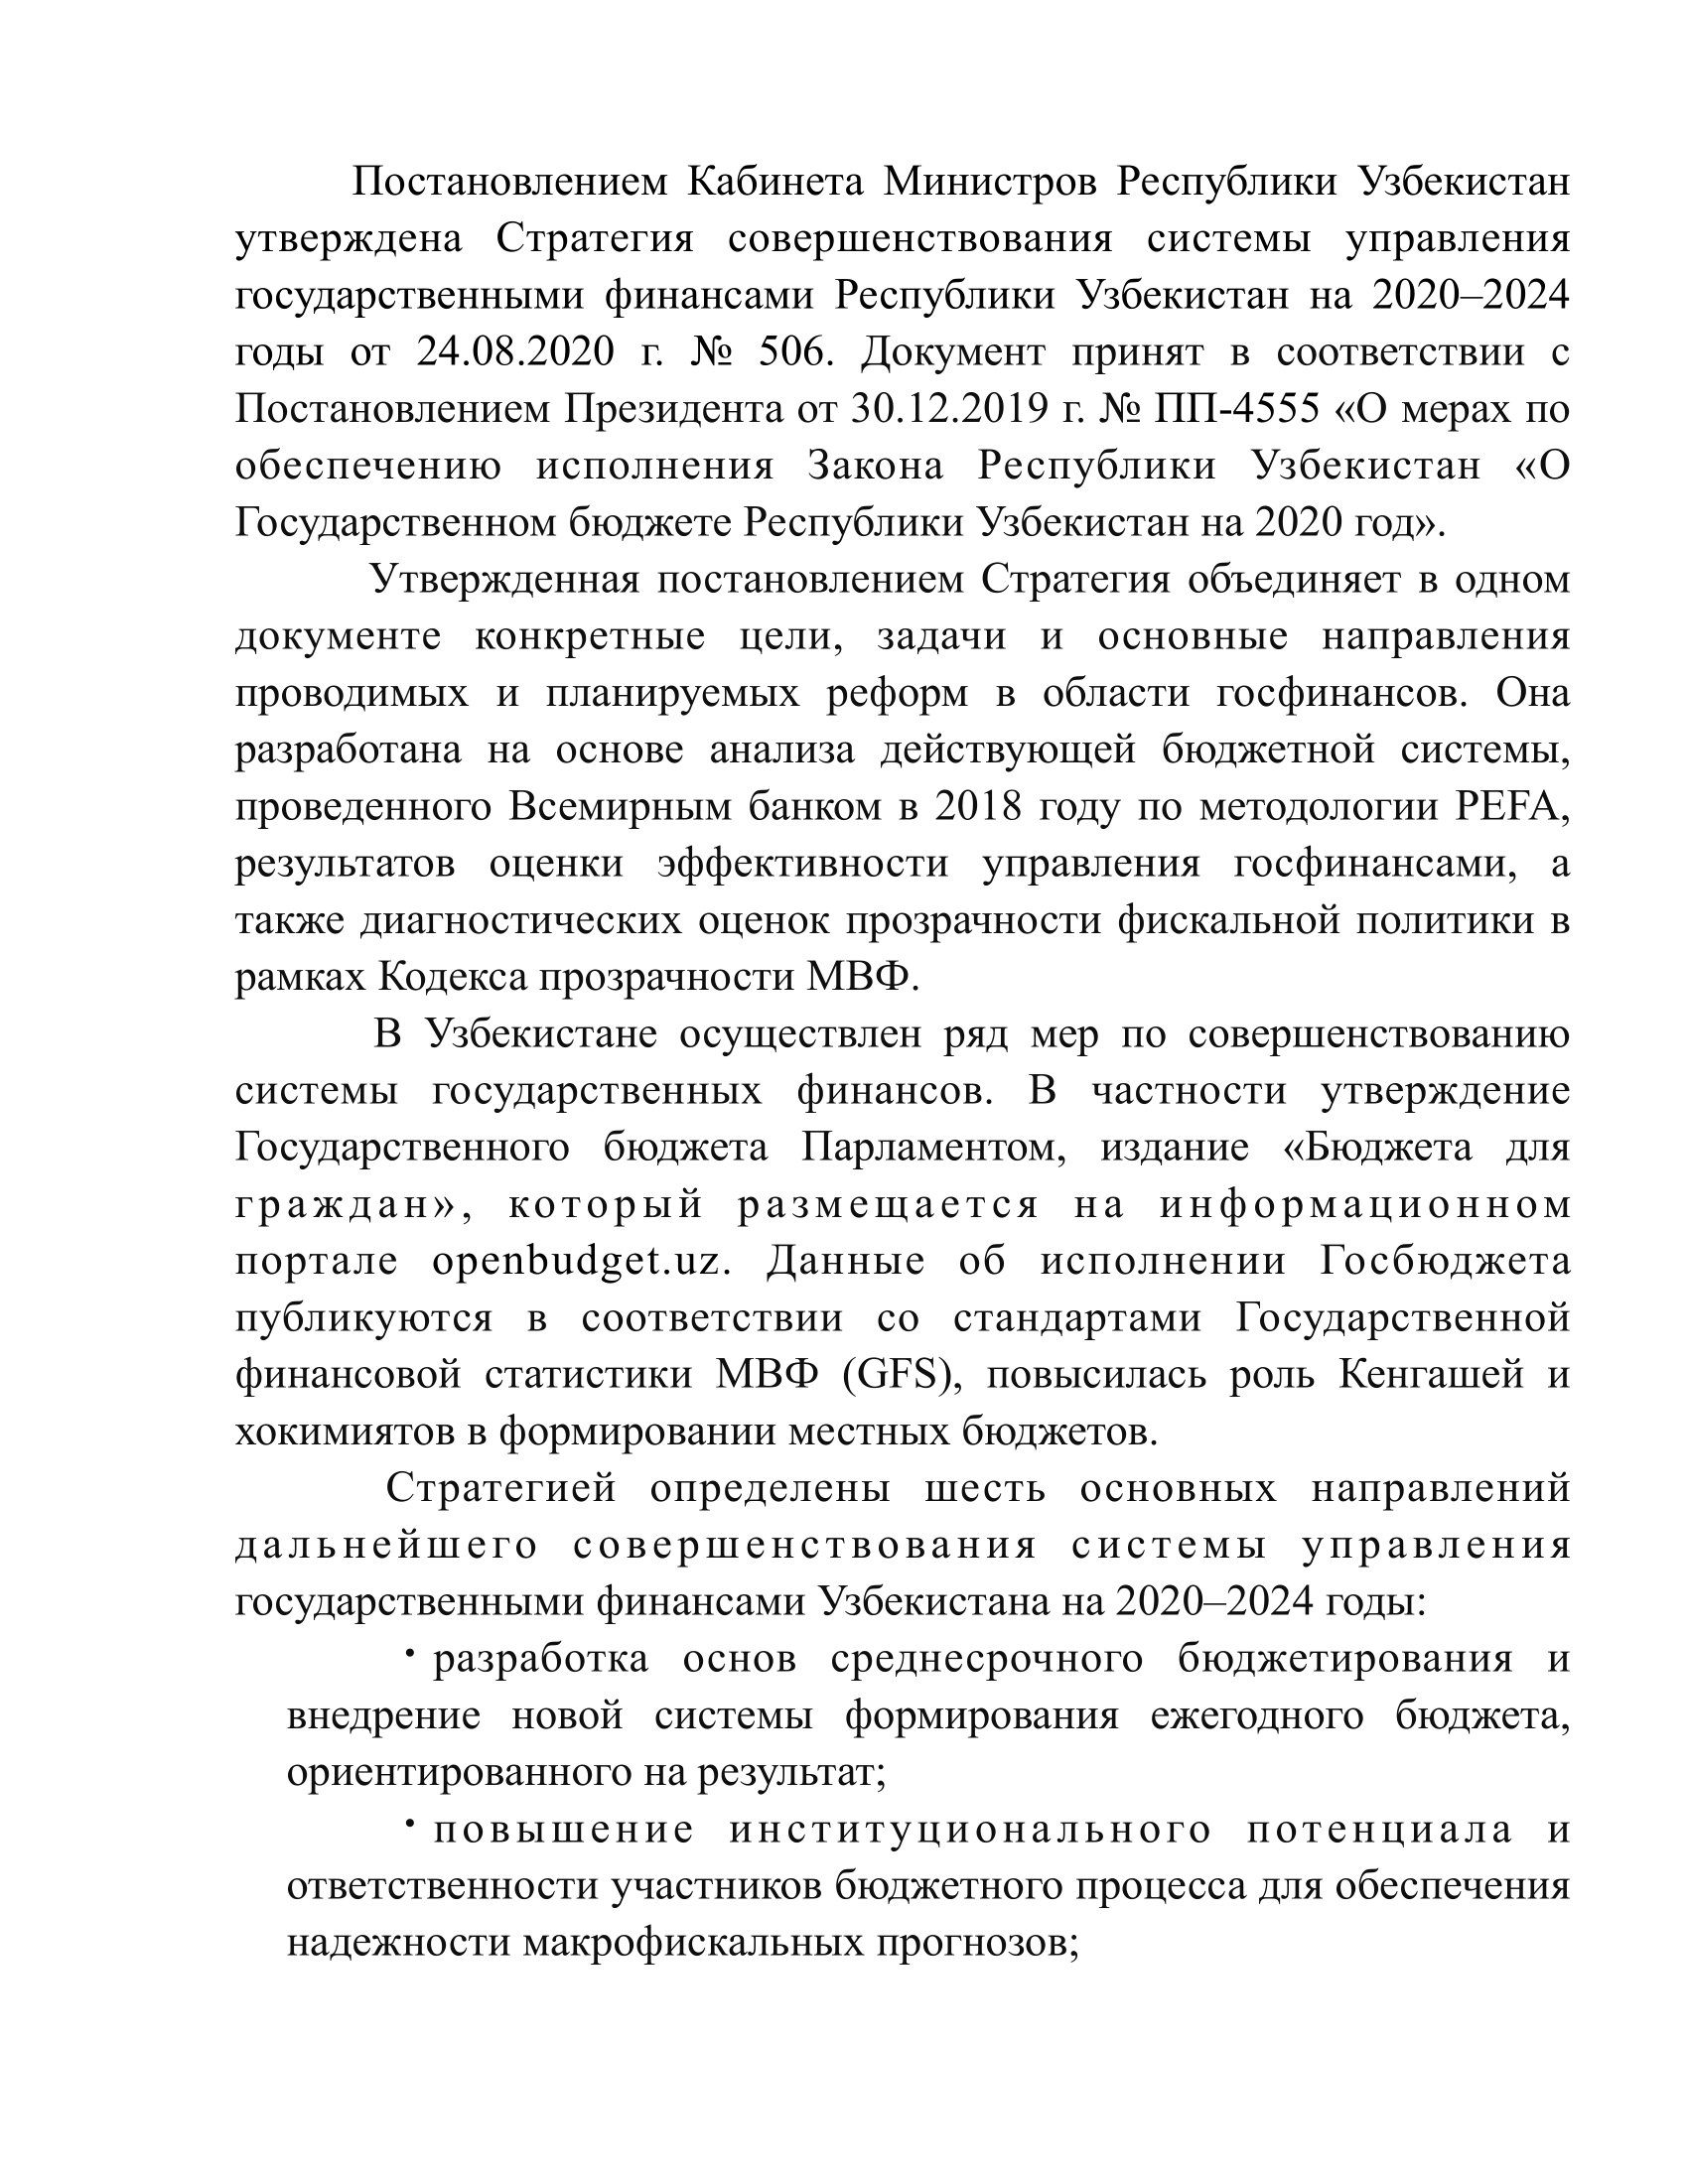 Постановлением Кабинета Министров Республики Узбекистан
утверждена Стратегия совершенствования системы управления
государственными финансами Республики Узбекистан на 2020–2024
годы от 24.08.2020 г. № 506. Документ принят в соответствии с
Постановлением Президента от 30.12.2019 г. № ПП-4555 «О мерах по
обеспечению исполнения Закона Республики Узбекистан «О
Государственном бюджете Республики Узбекистан на 2020 год».
Утвержденная постановлением Стратегия объединяет в одном
документе конкретные цели, задачи и основные направления
проводимых и планируемых реформ в области госфинансов. Она
разработана на основе анализа действующей бюджетной системы,
проведенного Всемирным банком в 2018 году по методологии PEFA,
результатов оценки эффективности управления госфинансами, а
также диагностических оценок прозрачности фискальной политики в
рамках Кодекса прозрачности МВФ.
В Узбекистане осуществлен ряд мер по совершенствованию
системы государственных финансов. В частности утверждение
Государственного бюджета Парламентом, издание «Бюджета для
граждан», который размещается на информационном
портале openbudget.uz. Данные об исполнении Госбюджета
публикуются в соответствии со стандартами Государственной
финансовой статистики МВФ (GFS), повысилась роль Кенгашей и
хокимиятов в формировании местных бюджетов.
Стратегией определены шесть основных направлений
дальнейшего совершенствования системы управления
государственными финансами Узбекистана на 2020–2024 годы:
· разработка основ среднесрочного бюджетирования и
внедрение новой системы формирования ежегодного бюджета,
ориентированного на результат;
· повышение институционального потенциала и
ответственности участников бюджетного процесса для обеспечения
надежности макрофискальных прогнозов;